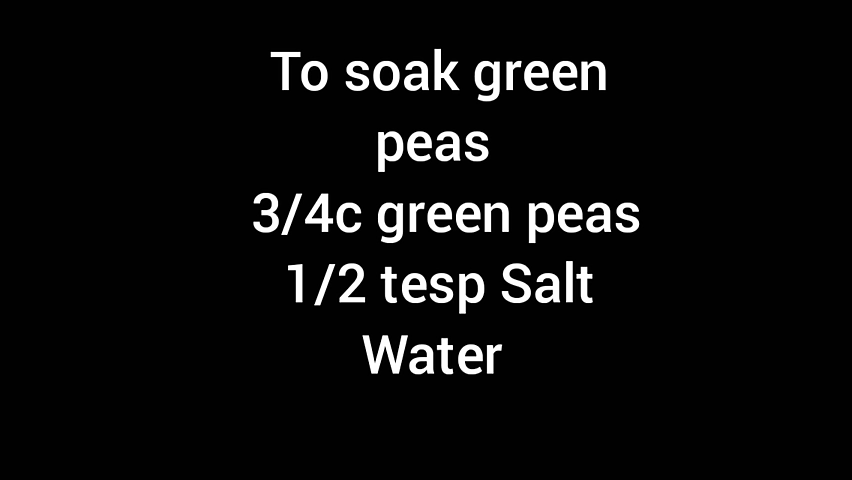 To soak green
peas
3/4c green peas
1/2 tesp Salt
Water